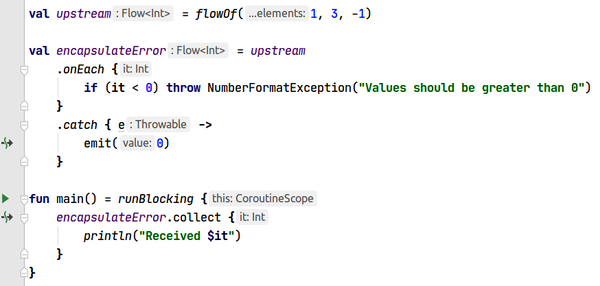 val upstream : Flow<Int> = flowOf( ...elements: 1, 3, -1)
val encapsulateError : Flow<Int> = upstream
.onEach { it: Int
if (it < 0) throw NumberFormatException("Values should be greater than 0")
}
.catch { e : Throwable ->
emit( value: 0)
}
fun main() = runBlocking { this: CoroutineScope
encapsulateError.collect { it: Int
println("Received $it")
}
}